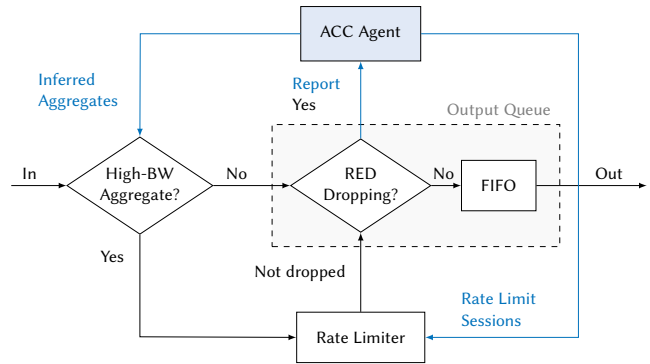 ACC Agent
Inferred
Aggregates
Report
Yes
Output Queue
In
High-BW
Aggregate?
No
RED
Dropping?
No
FIFO
Out
Yes
Not dropped
Rate Limit
Sessions
Rate Limiter